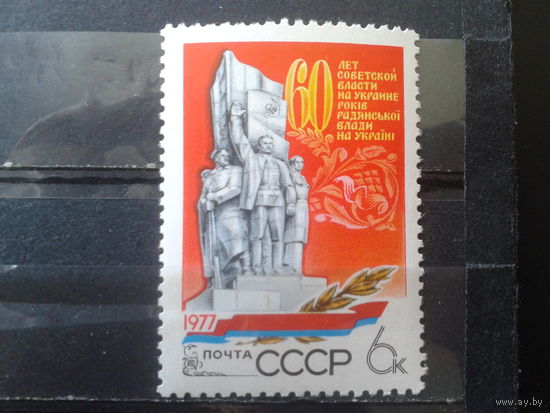 60 ЛЕТ
СОВЕТСКОЙ
ВЛАСТИ
НА УКРАИНЕ
РОКІВ
РАДЯНСЬКОЇ
ВЛАДИ
НА УКРАЇНІ
1977
ПОЧТА СССР 6к
www.ay.by